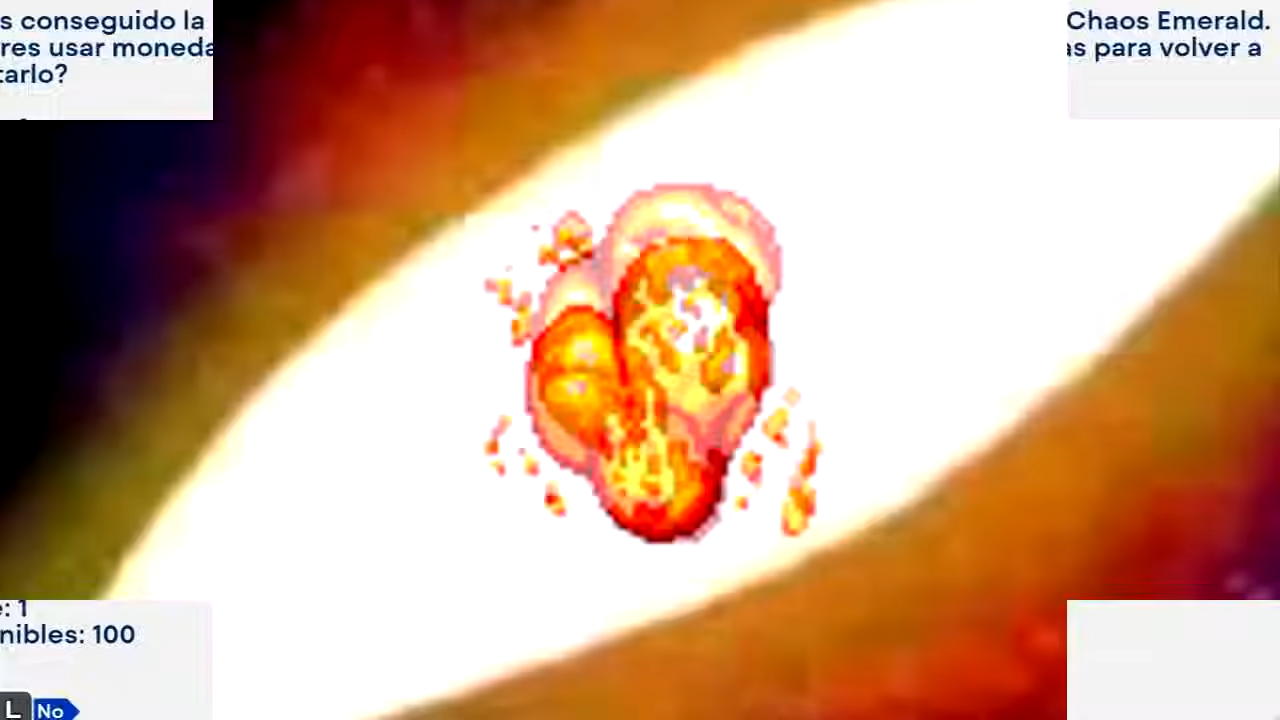 s conseguido la Chaos Emerald.
res usar moneda as para volver a
tarlo?
: 1
nibles: 100
L No